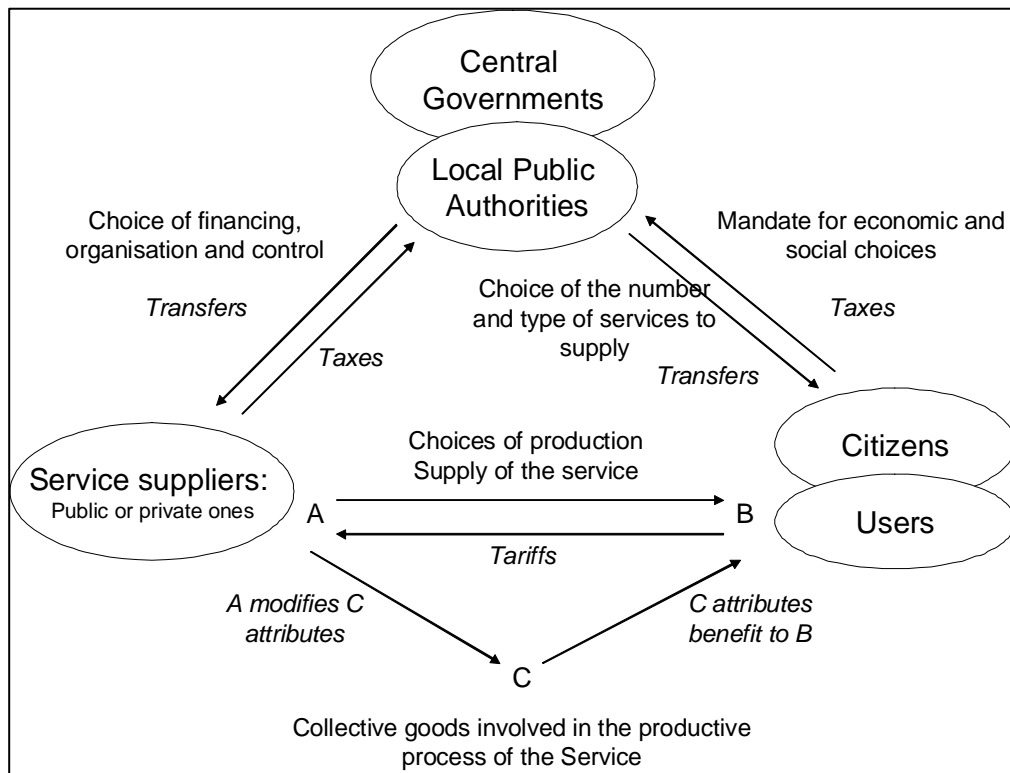 Central
Governments
Local Public
Authorities
Choice of financing,
organisation and control
Mandate for economic and
social choices
Transfers
Choice of the number
and type of services to
supply
Taxes
Taxes
Transfers
Service suppliers:
Public or private ones
Choices of production
Supply of the service
Citizens
Users
A
B
Tariffs
A modifies C
attributes
C attributes
benefit to B
C
Collective goods involved in the productive
process of the Service